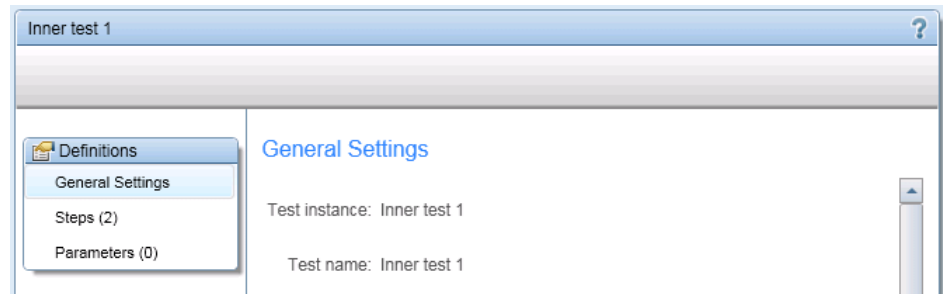 Inner test 1 ?
Definitions
General Settings
Steps (2)
Parameters (0)
General Settings
Test instance: Inner test 1
Test name: Inner test 1